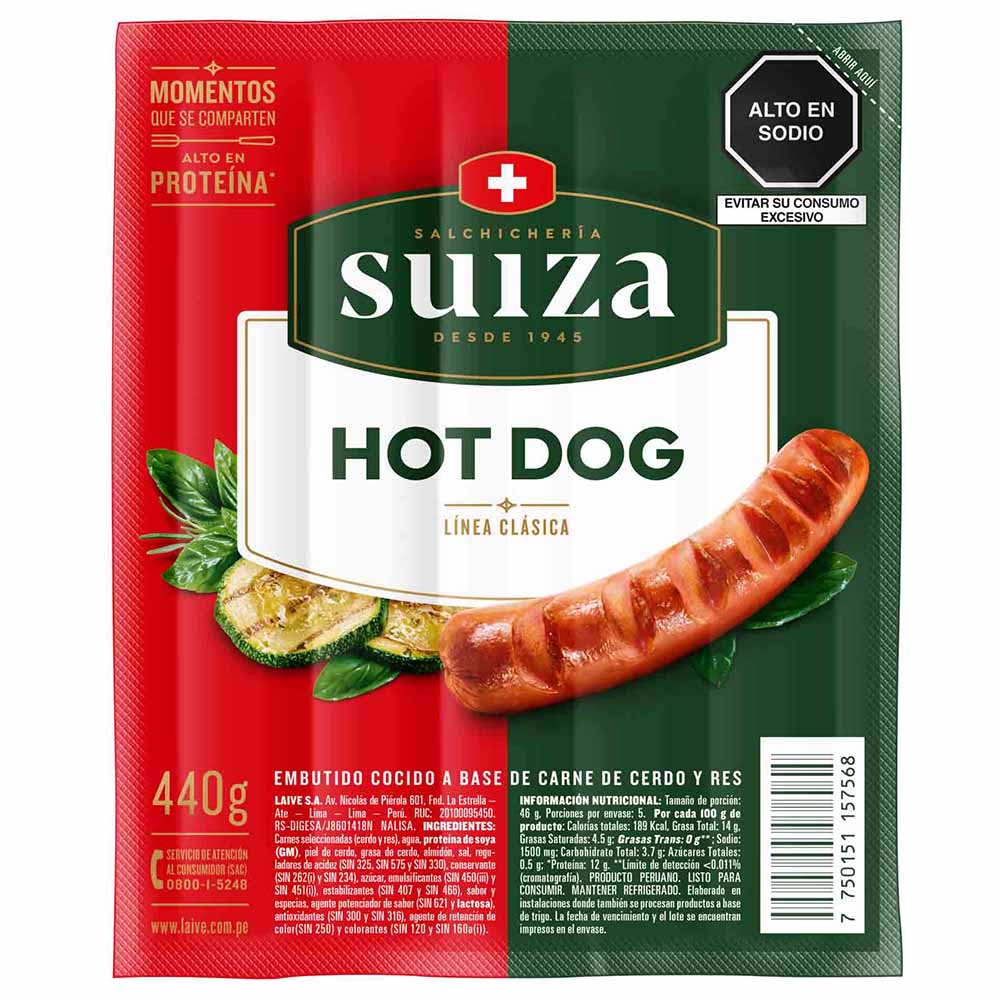 MOMENTOS
QUE SE COMPARTEN
ALTO EN
PROTEÍNA*
ABRIR AQUÍ
ALTO EN
SODIO
EVITAR SU CONSUMO
EXCESIVO
SALCHICHERÍA
suiza
DESDE 1945
HOT DOG
LÍNEA CLÁSICA
440g
EMBUTIDO COCIDO A BASE DE CARNE DE CERDO Y RES
LAIVE S.A. Av. Nicolás de Piérola 601, Fnd. La Estrella –
Ate – Lima – Lima – Perú. RUC: 20100095450.
RS-DIGESA/J8601418N NALISA. INGREDIENTES:
Carnes seleccionadas (cerdo y res), agua, proteína de soya
(GM), piel de cerdo, grasa de cerdo, almidón, sal, regu-
ladores de acidez (SIN 325, SIN 575 y SIN 330), conservante
(SIN 262(i) y SIN 234), azúcar, emulsificantes (SIN 450(iii) y
SIN 451(i)), estabilizantes (SIN 407 y SIN 466), sabor y
especias, agente potenciador de sabor (SIN 621 y lactosa),
antioxidantes (SIN 300 y SIN 316), agente de retención de
color(SIN 250) y colorantes (SIN 120 y SIN 160a(i)).
INFORMACIÓN NUTRICIONAL: Tamaño de porción:
46 g. Porciones por envase: 5. Por cada 100 g de
producto: Calorías totales: 189 Kcal, Grasa Total: 14 g,
Grasas Saturadas: 4.5 g; Grasas Trans: 0 g**; Sodio:
1500 mg; Carbohidrato Total: 3.7 g; Azúcares Totales:
0.5 g; *Proteína: 12 g. **Límite de detección <0.011%
(cromatografía). PRODUCTO PERUANO. LISTO PARA
CONSUMIR. MANTENER REFRIGERADO. Elaborado en
instalaciones donde también se procesan productos a base
de trigo. La fecha de vencimiento y el lote se encuentran
impresos en el envase.
SERVICIO DE ATENCIÓN
AL CONSUMIDOR (SAC)
0800-1-5248
www.laive.com.pe
7 750151 157568